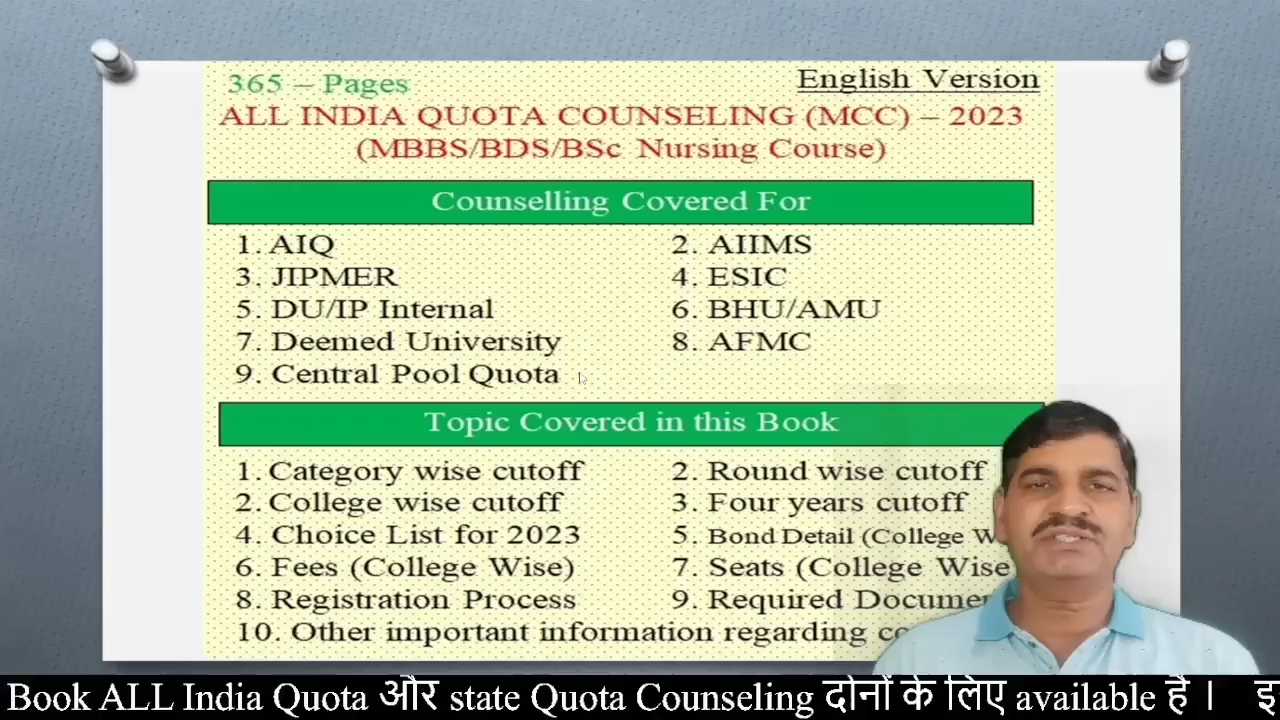 365 – Pages
English Version
ALL INDIA QUOTA COUNSELING (MCC) – 2023
(MBBS/BDS/BSc Nursing Course)
Counselling Covered For
1. AIQ
2. AIIMS
3. JIPMER
4. ESIC
5. DU/IP Internal
6. BHU/AMU
7. Deemed University
8. AFMC
9. Central Pool Quota
Topic Covered in this Book
1. Category wise cutoff
2. Round wise cutoff
2. College wise cutoff
3. Four years cutoff
4. Choice List for 2023
5. Bond Detail (College
6. Fees (College Wise)
7. Seats (College Wise
8. Registration Process
9. Required
10. Other important information regarding
Book ALL India Quota और state Quota Counseling दोनों के लिए available है।